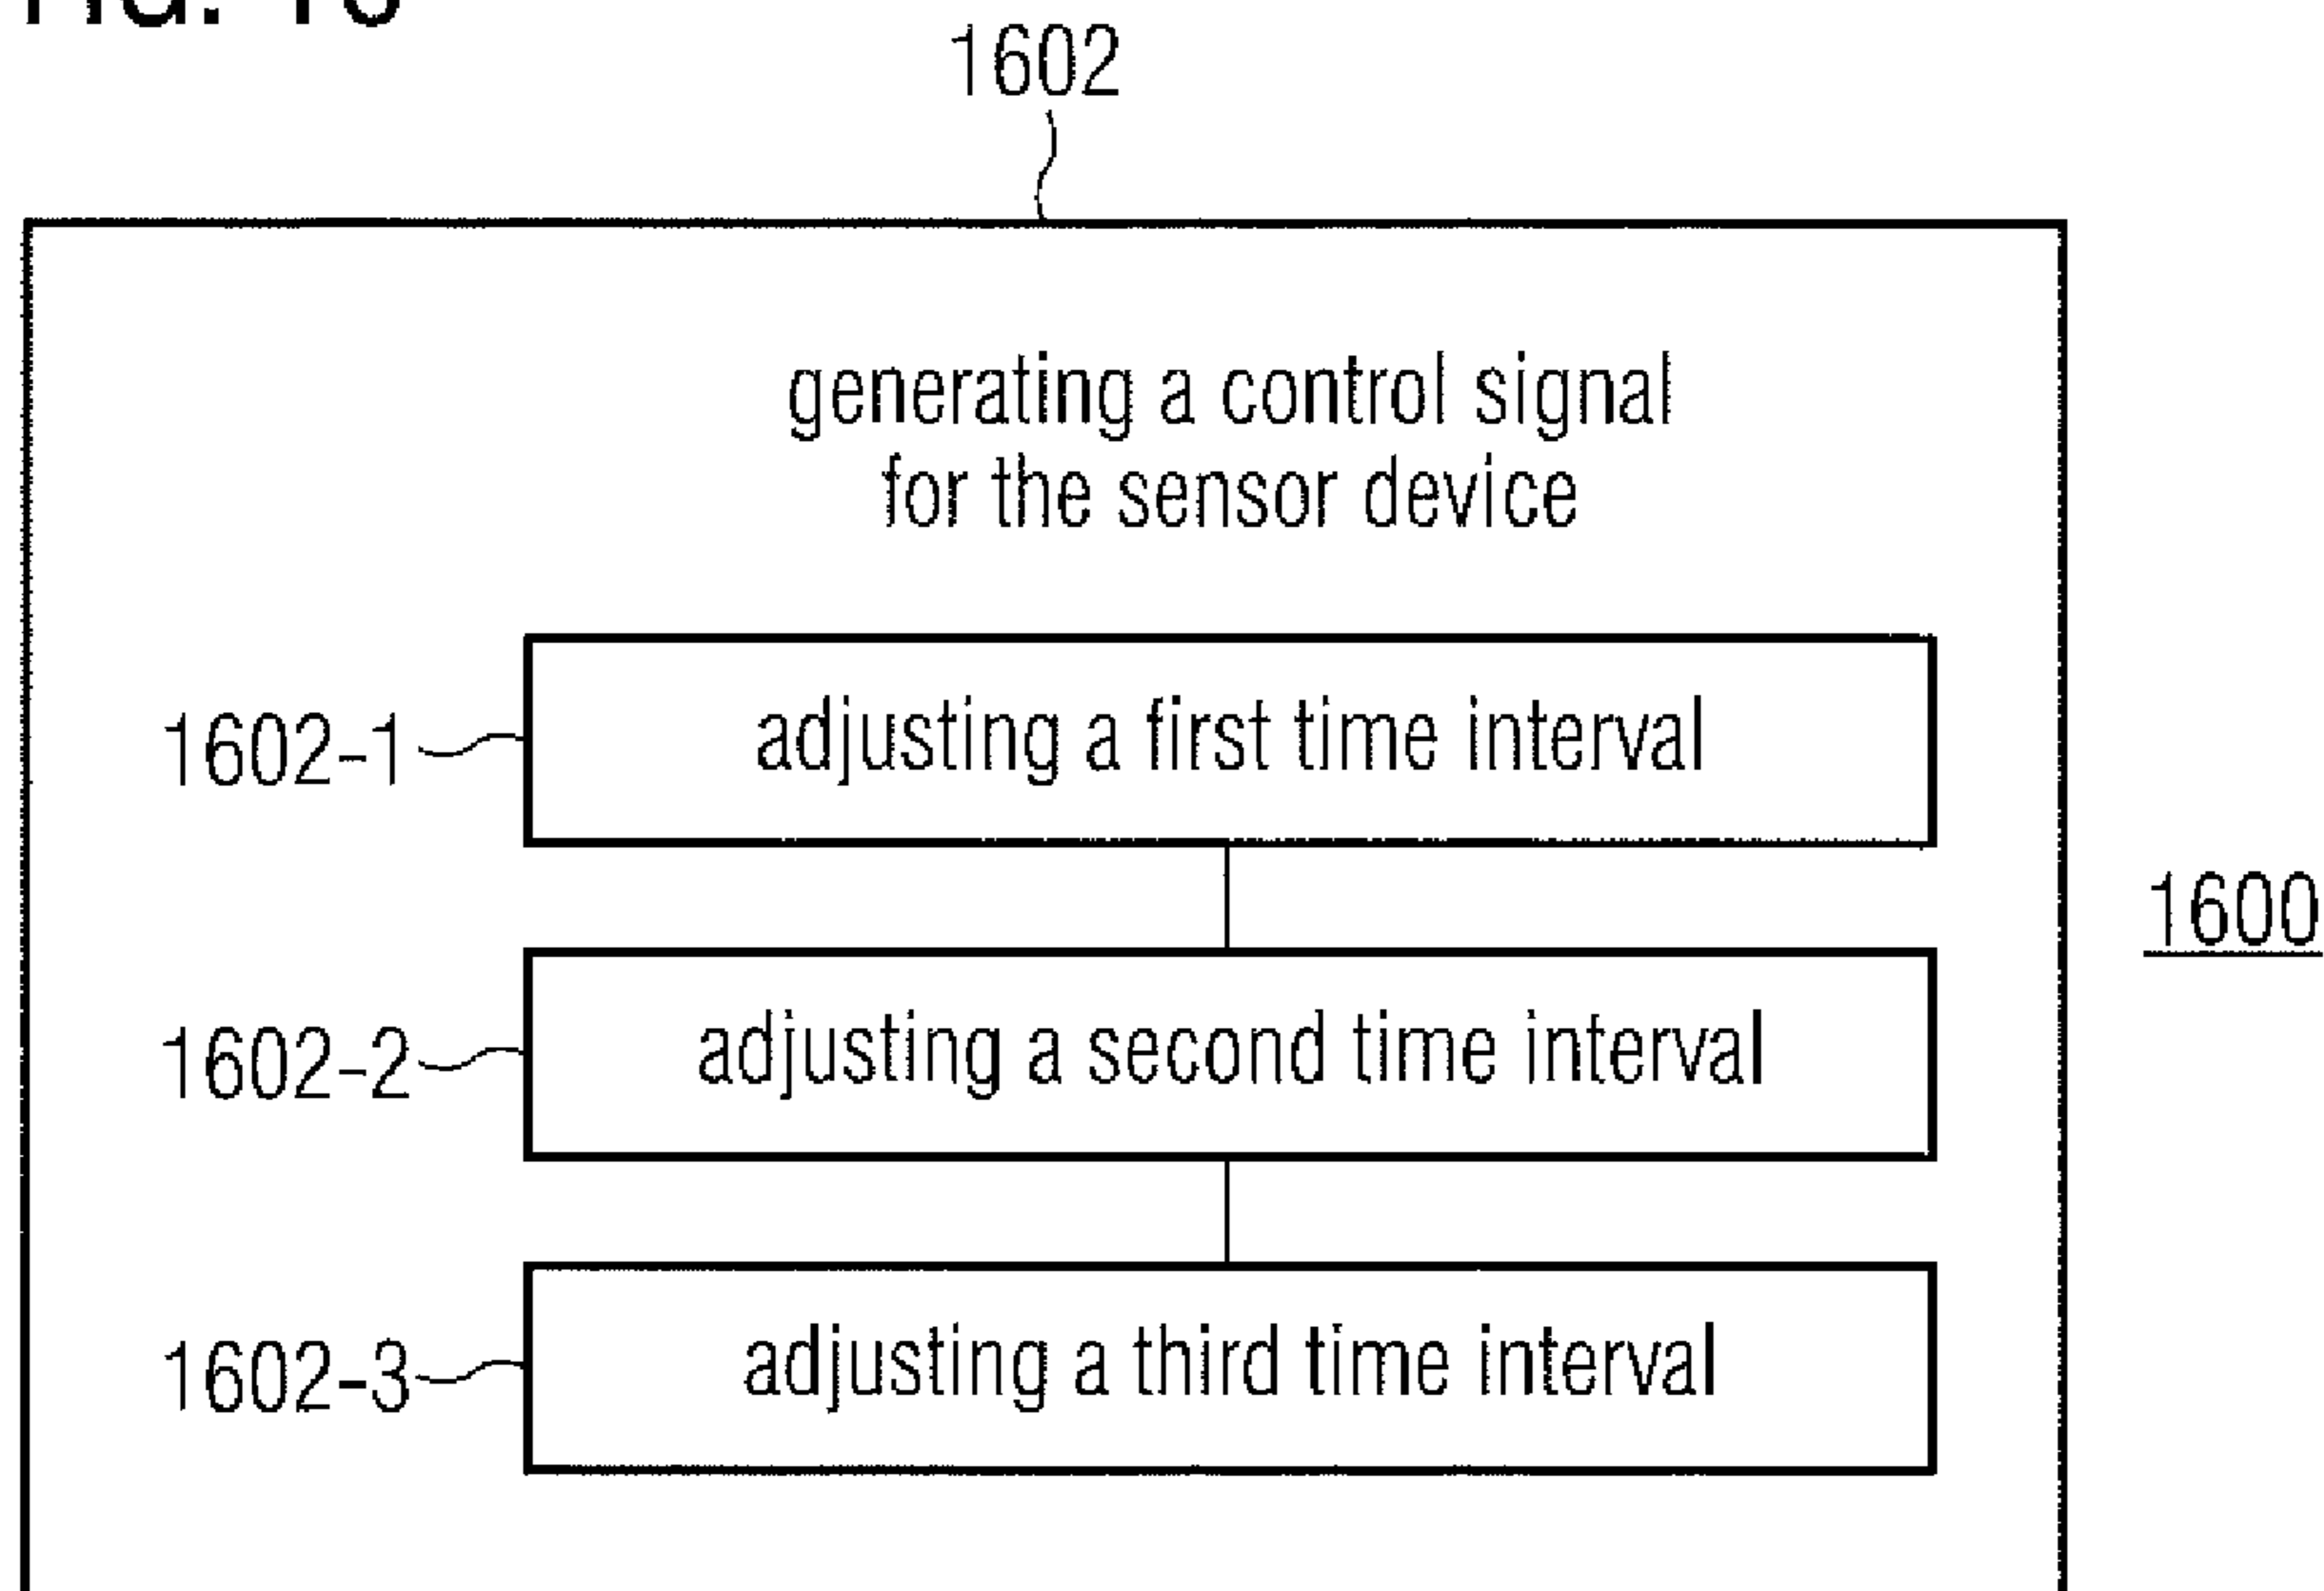 1602
generating a control signal
for the sensor device
1602-1
adjusting a first time interval
1600
1602-2
adjusting a second time interval
1602-3
adjusting a third time interval